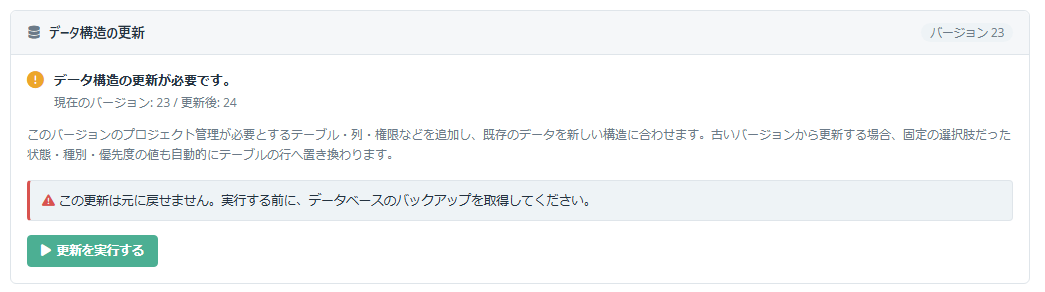 データ構造の更新
バージョン 23
データ構造の更新が必要です。
現在のバージョン: 23 / 更新後: 24
このバージョンのプロジェクト管理が必要とするテーブル・列・権限などを追加し、既存のデータを新しい構造に合わせます。古いバージョンから更新する場合、固定の選択肢だった
状態・種別・優先度の値も自動的にテーブルの行へ置き換わります。
この更新は元に戻せません。実行する前に、データベースのバックアップを取得してください。
更新を実行する